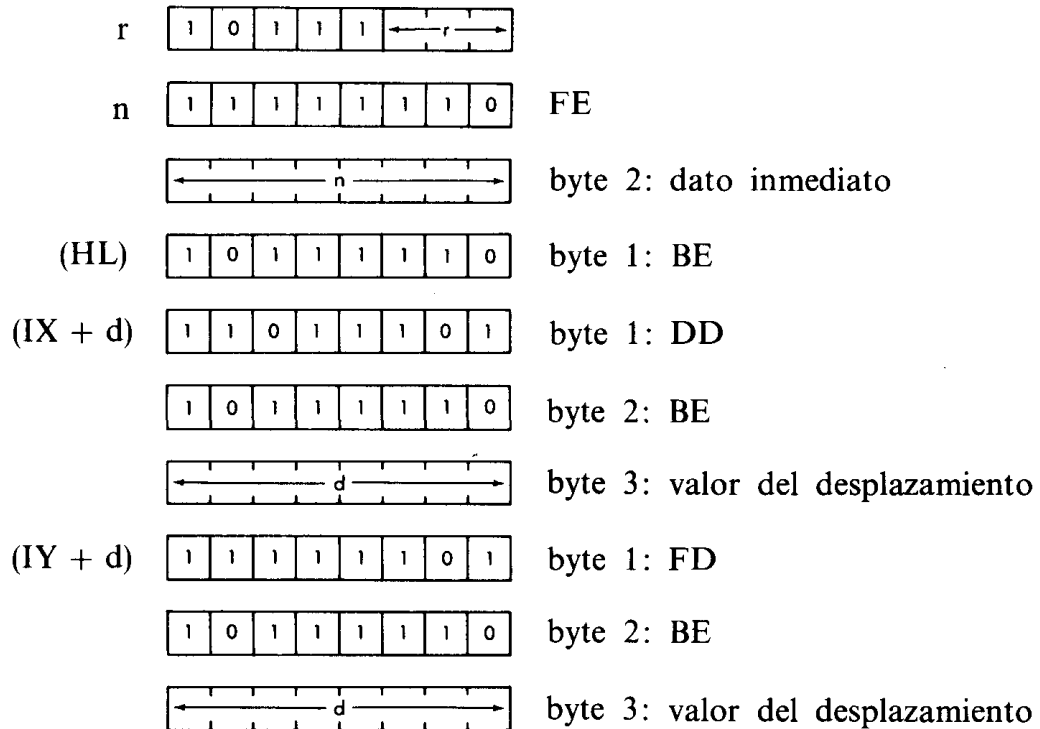 r 1 0 1 1 1 r
n 1 1 1 1 1 1 1 0 FE
n byte 2: dato inmediato
(HL) 1 0 1 1 1 1 1 0 byte 1: BE
(IX + d) 1 1 0 1 1 1 0 1 byte 1: DD
1 0 1 1 1 1 1 0 byte 2: BE
d byte 3: valor del desplazamiento
(IY + d) 1 1 1 1 1 1 0 1 byte 1: FD
1 0 1 1 1 1 1 0 byte 2: BE
d byte 3: valor del desplazamiento